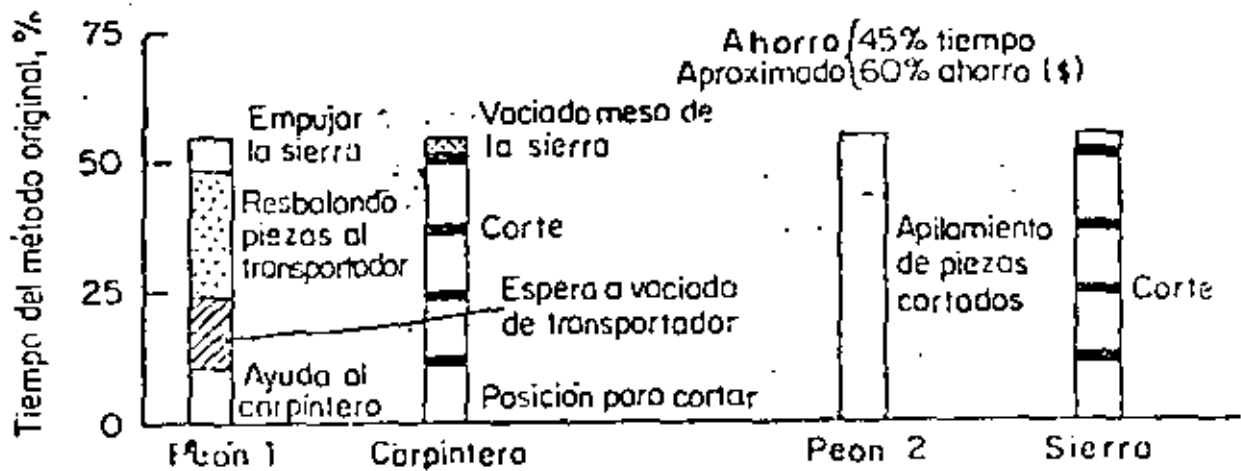 Tiempo del método original, %
75
50
25
0
Ahorro { 45% tiempo
Aproximado { 60% ahorro ($)
Empujar
la sierra
Resbalando
piezas al
transportador
Ayuda al
carpintero
Vaciado mesa de
la sierra
Corte
Espera a vaciado
de transportador
Posición para cortar
Apilamiento
de piezas
cortados
Corte
Peón 1
Carpintero
Peon 2
Sierra